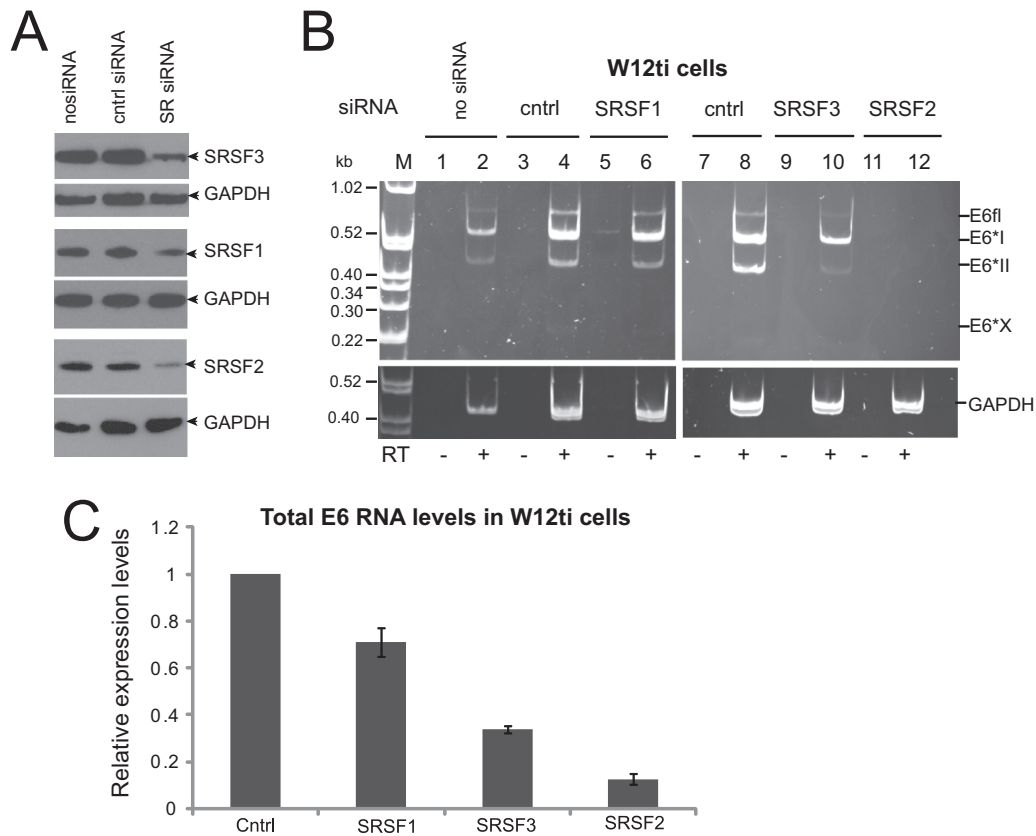 A
nosiRNA
cntrl siRNA
SR siRNA
SRSF3
GAPDH
SRSF1
GAPDH
SRSF2
GAPDH
B
W12ti cells
siRNA
no siRNA
cntrl
SRSF1
cntrl
SRSF3
SRSF2
kb M 1 2 3 4 5 6 7 8 9 10 11 12
1.02
0.52
0.40
0.34
0.30
0.22
E6fl
E6*I
E6*II
E6*X
0.52
0.40
GAPDH
RT - + - + - + - + - + - +
C
Total E6 RNA levels in W12ti cells
Relative expression levels
1.2
1
0.8
0.6
0.4
0.2
0
Cntrl SRSF1 SRSF3 SRSF2